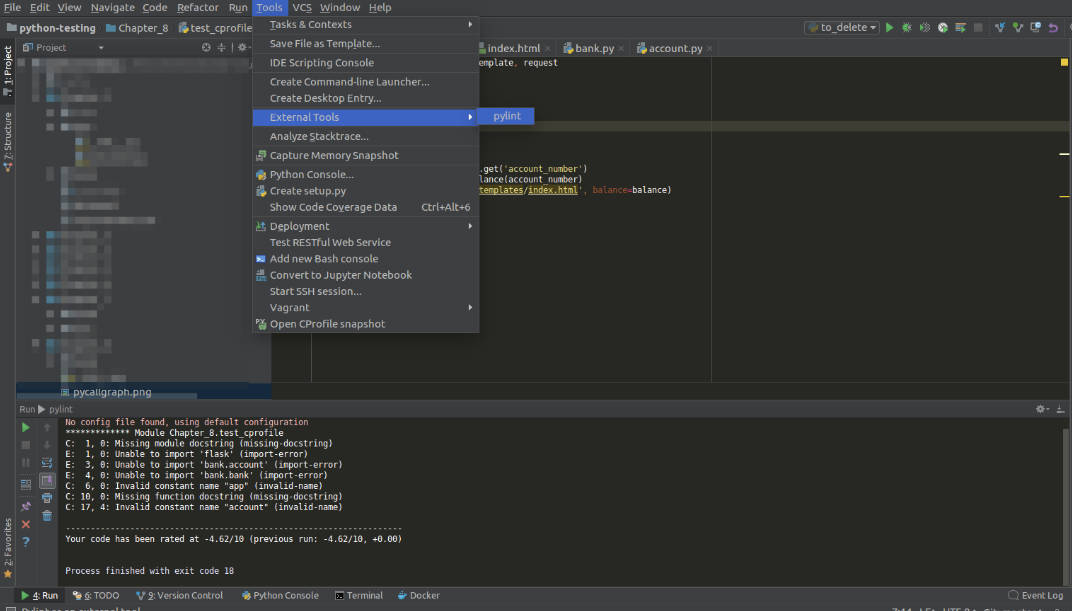 File Edit View Navigate Code Refactor Run Tools VCS Window Help
python-testing Chapter_8 test_cprofile to_delete
Project index.html bank.py account.py
1: Project
7: Structure
2: Favorites
Tasks & Contexts
Save File as Template...
IDE Scripting Console
Create Command-line Launcher...
Create Desktop Entry...
External Tools pylint
Analyze Stacktrace...
Capture Memory Snapshot
Python Console...
Create setup.py
Show Code Coverage Data Ctrl+Alt+6
Deployment
Test RESTful Web Service
Add new Bash console
Convert to Jupyter Notebook
Start SSH session...
Vagrant
Open CProfile snapshot
emplate, request
.get('account_number')
lance(account_number)
templates/index.html', balance=balance)
pycallgraph.png
Run pylint
No config file found, using default configuration
************* Module Chapter_8.test_cprofile
C: 1, 0: Missing module docstring (missing-docstring)
E: 1, 0: Unable to import 'flask' (import-error)
E: 3, 0: Unable to import 'bank.account' (import-error)
E: 4, 0: Unable to import 'bank.bank' (import-error)
C: 6, 0: Invalid constant name "app" (invalid-name)
C: 10, 0: Missing function docstring (missing-docstring)
C: 17, 4: Invalid constant name "account" (invalid-name)
------------------------------------------------------------------
Your code has been rated at -4.62/10 (previous run: -4.62/10, +0.00)
Process finished with exit code 18
4: Run 6: TODO 9: Version Control Python Console Terminal Docker Event Log